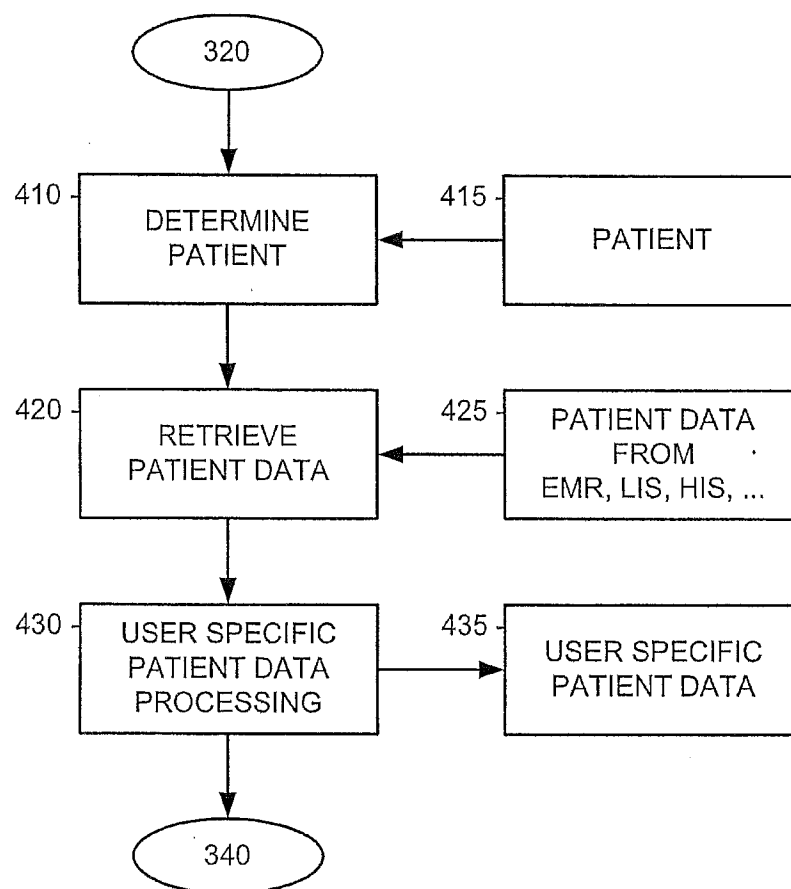 320
410
DETERMINE
PATIENT
415
PATIENT
420
RETRIEVE
PATIENT DATA
425
PATIENT DATA
FROM
EMR, LIS, HIS, ...
430
USER SPECIFIC
PATIENT DATA
PROCESSING
435
USER SPECIFIC
PATIENT DATA
340